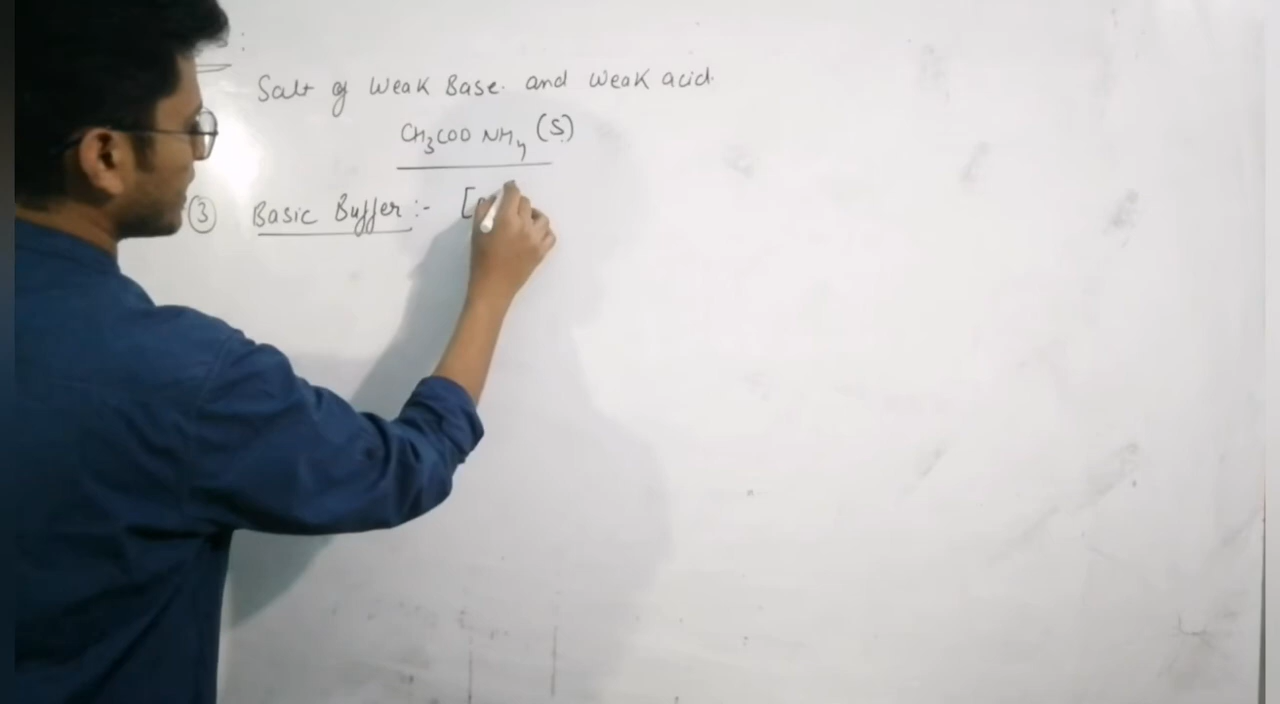 :
Salt of Weak Base. and Weak acid.
CH₃COO NH₄ (S)
③ Basic Buffer :- [